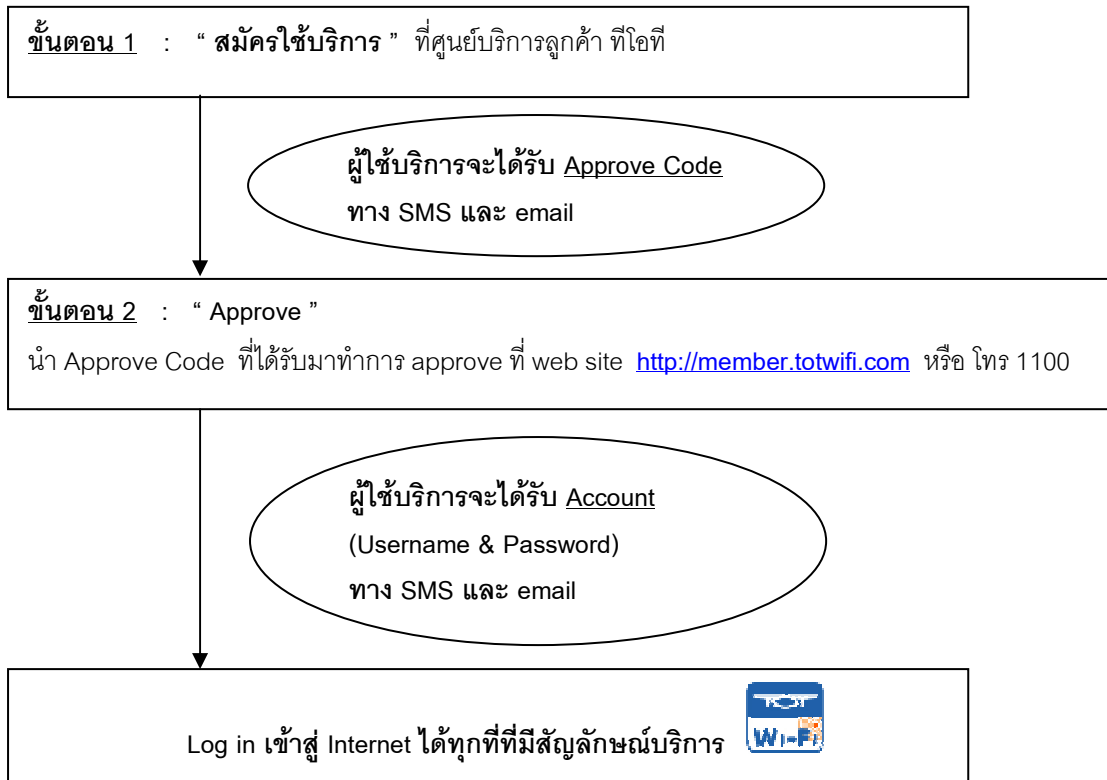 ขั้นตอน 1 : “ สมัครใช้บริการ ” ที่ศูนย์บริการลูกค้า ทีโอที
ผู้ใช้บริการจะได้รับ Approve Code
ทาง SMS และ email
ขั้นตอน 2 : “ Approve ”
นำ Approve Code ที่ได้รับมาทำการ approve ที่ web site http://member.totwifi.com หรือ โทร 1100
ผู้ใช้บริการจะได้รับ Account
(Username & Password)
ทาง SMS และ email
TOT
Log in เข้าสู่ Internet ได้ทุกที่ที่มีสัญลักษณ์บริการ Wi-Fi